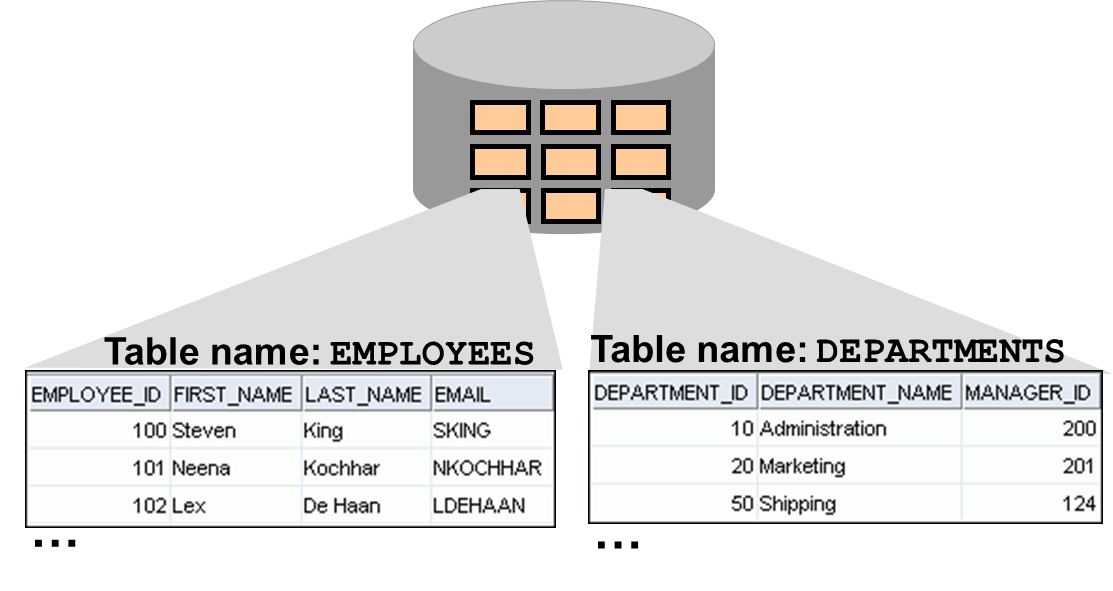 Table name: EMPLOYEES
EMPLOYEE_ID FIRST_NAME LAST_NAME EMAIL
100 Steven King SKING
101 Neena Kochhar NKOCHHAR
102 Lex De Haan LDEHAAN
...
Table name: DEPARTMENTS
DEPARTMENT_ID DEPARTMENT_NAME MANAGER_ID
10 Administration 200
20 Marketing 201
50 Shipping 124
...